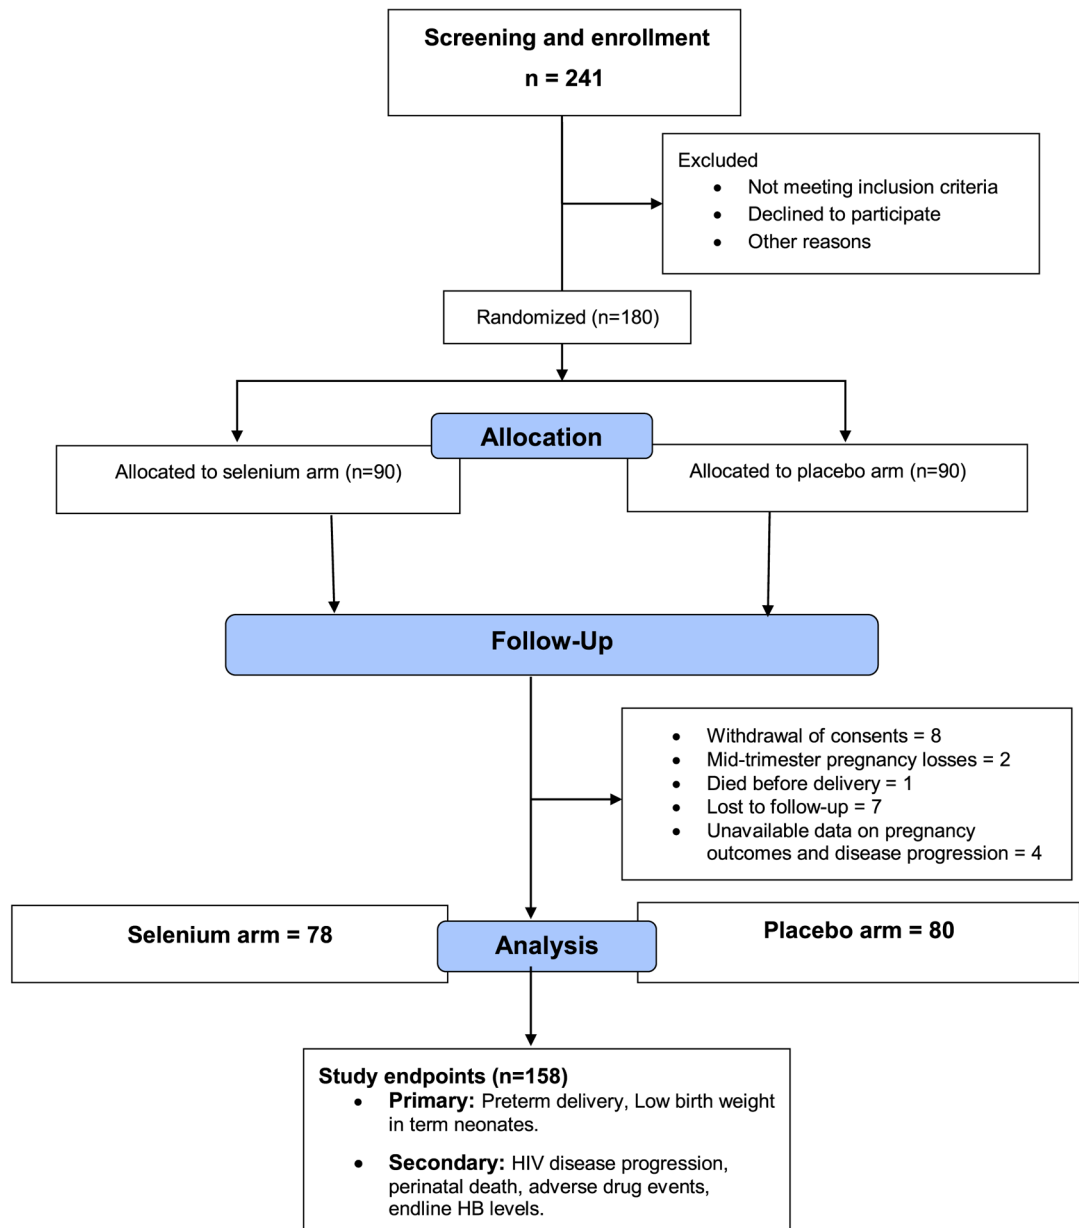 Screening and enrollment
n = 241
Excluded
• Not meeting inclusion criteria
• Declined to participate
• Other reasons
Randomized (n=180)
Allocation
Allocated to selenium arm (n=90)
Allocated to placebo arm (n=90)
Follow-Up
• Withdrawal of consents = 8
• Mid-trimester pregnancy losses = 2
• Died before delivery = 1
• Lost to follow-up = 7
• Unavailable data on pregnancy
outcomes and disease progression = 4
Selenium arm = 78
Analysis
Placebo arm = 80
Study endpoints (n=158)
• Primary: Preterm delivery, Low birth weight
in term neonates.
• Secondary: HIV disease progression,
perinatal death, adverse drug events,
endline HB levels.